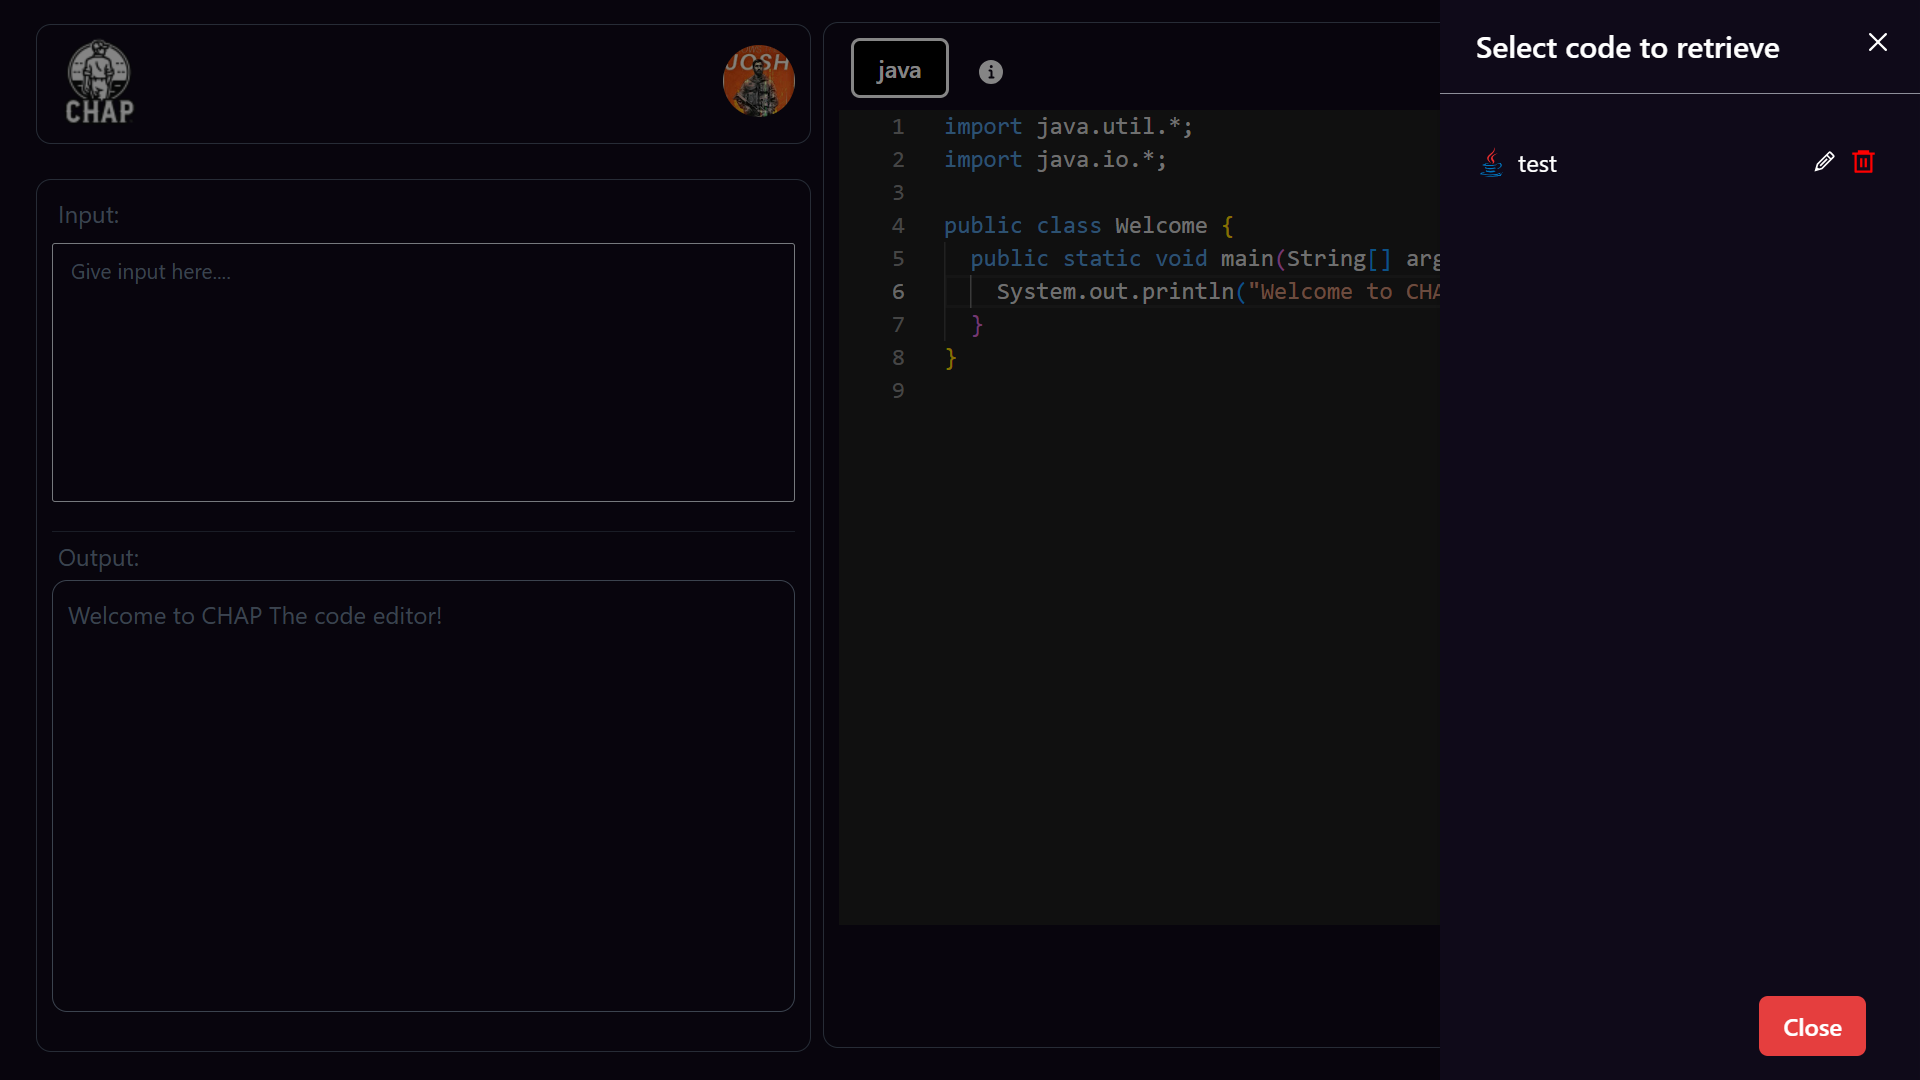 CHAP
JOSH
Input:
Give input here....
Output:
Welcome to CHAP The code editor!
java
1 import java.util.*;
2 import java.io.*;
3
4 public class Welcome {
5 public static void main(String[] arg
6 System.out.println("Welcome to CHA
7 }
8 }
9
Select code to retrieve
test
Close